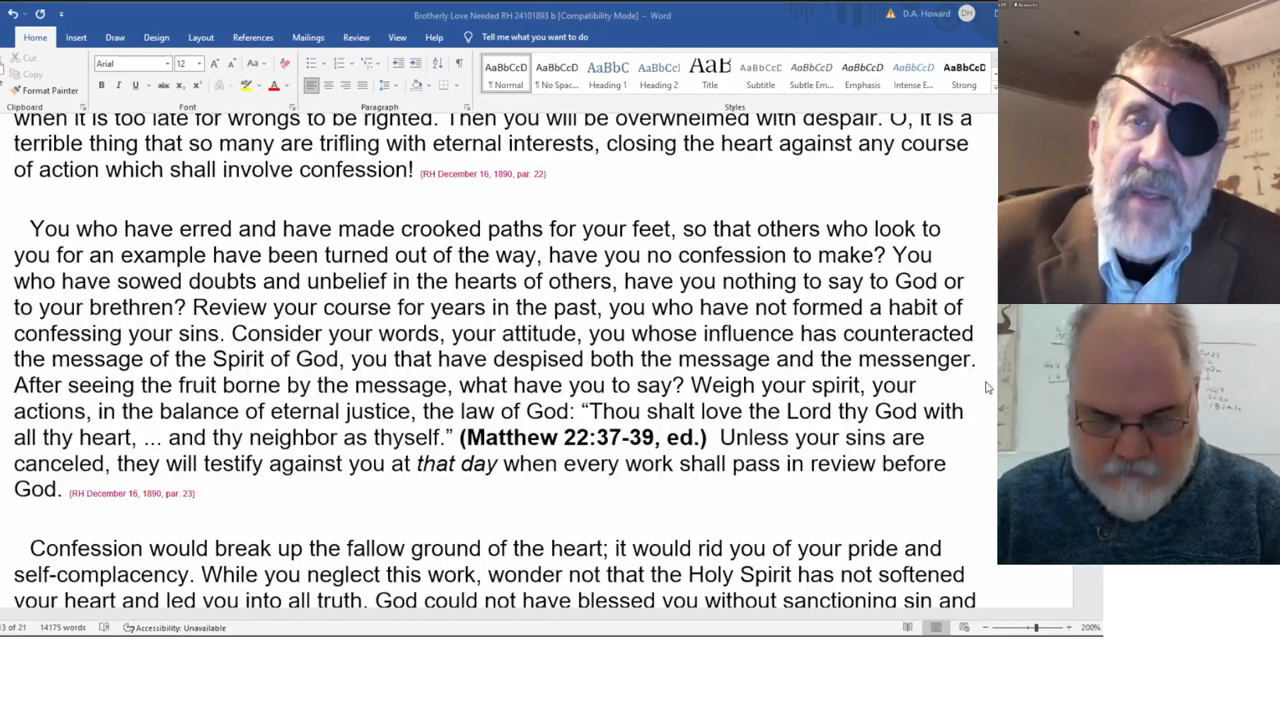 Brotherly Love Needed RH 24101893 b [Compatibility Mode] - Word
D.A. Howard DH
Home Insert Draw Design Layout References Mailings Review View Help Tell me what you want to do
Cut
Copy
Format Painter
Arial 12
Clipboard Font Paragraph Styles
AaBbCcD AaBbCcD AaBbC AaBbCcI AaB AaBbCcD AaBbCcD AaBbCcD AaBbCcD AaBbCcD
¶ Normal ¶ No Spac... Heading 1 Heading 2 Title Subtitle Subtle Em... Emphasis Intense E... Strong
when it is too late for wrongs to be righted. Then you will be overwhelmed with despair. O, it is a
terrible thing that so many are trifling with eternal interests, closing the heart against any course
of action which shall involve confession! {RH December 16, 1890, par. 22}
You who have erred and have made crooked paths for your feet, so that others who look to
you for an example have been turned out of the way, have you no confession to make? You
who have sowed doubts and unbelief in the hearts of others, have you nothing to say to God or
to your brethren? Review your course for years in the past, you who have not formed a habit of
confessing your sins. Consider your words, your attitude, you whose influence has counteracted
the message of the Spirit of God, you that have despised both the message and the messenger.
After seeing the fruit borne by the message, what have you to say? Weigh your spirit, your
actions, in the balance of eternal justice, the law of God: “Thou shalt love the Lord thy God with
all thy heart, ... and thy neighbor as thyself.” (Matthew 22:37-39, ed.) Unless your sins are
canceled, they will testify against you at that day when every work shall pass in review before
God. {RH December 16, 1890, par. 23}
Confession would break up the fallow ground of the heart; it would rid you of your pride and
self-complacency. While you neglect this work, wonder not that the Holy Spirit has not softened
your heart and led you into all truth. God could not have blessed you without sanctioning sin and
13 of 21 14175 words Accessibility: Unavailable 200%